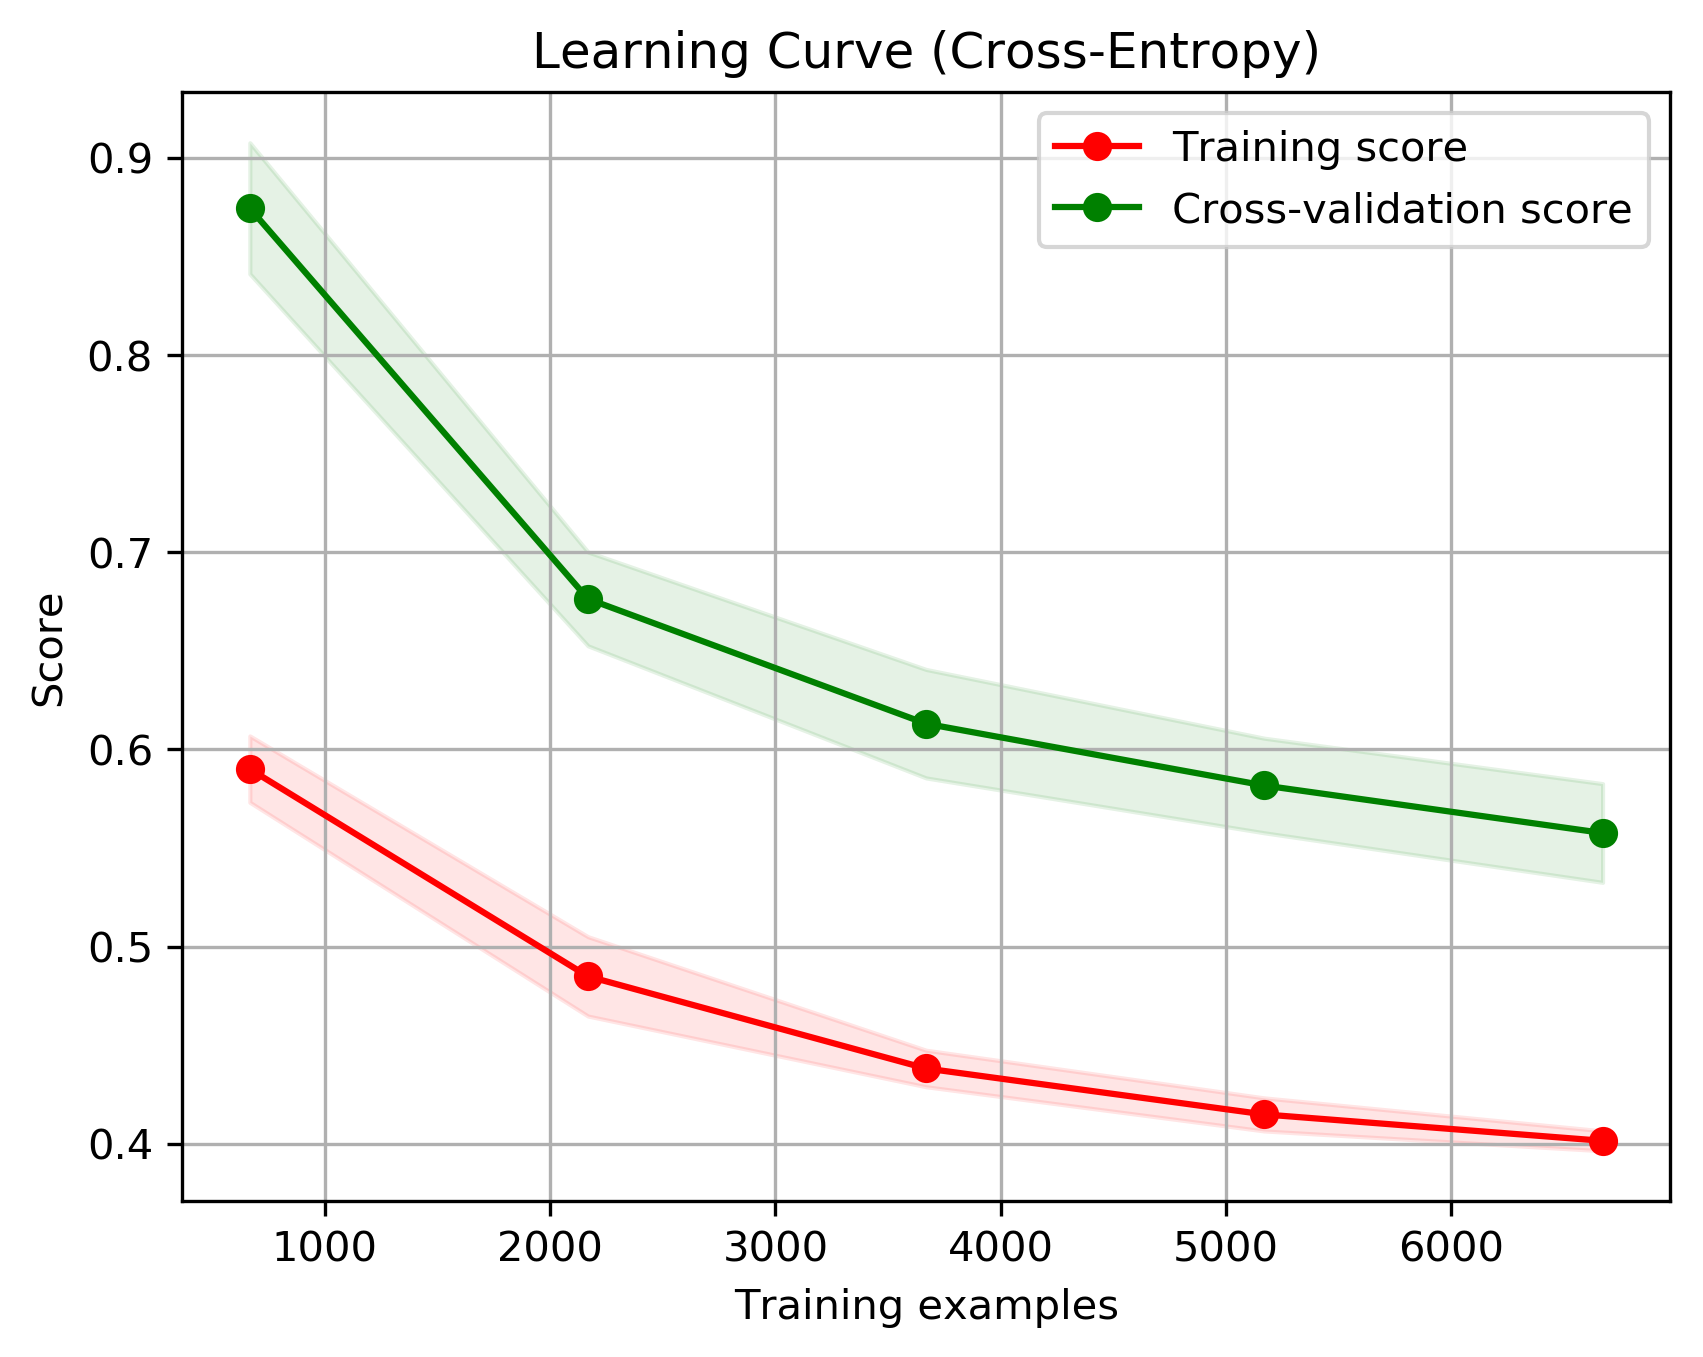 Learning Curve (Cross-Entropy)
Training score
Cross-validation score
0.9
0.8
0.7
0.6
0.5
0.4
Score
1000 2000 3000 4000 5000 6000
Training examples